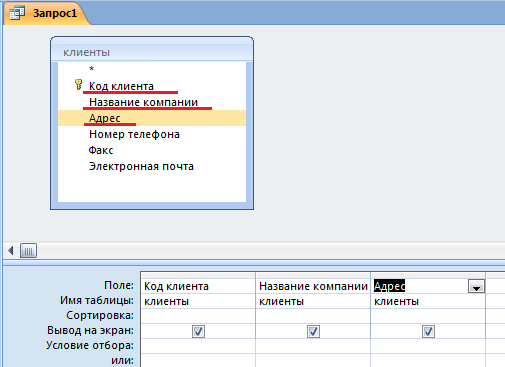 Запрос1
клиенты
*
Код клиента
Название компании
Адрес
Номер телефона
Факс
Электронная почта
Поле: Код клиента Название компании Адрес
Имя таблицы: клиенты клиенты клиенты
Сортировка:
Вывод на экран:
Условие отбора:
или: